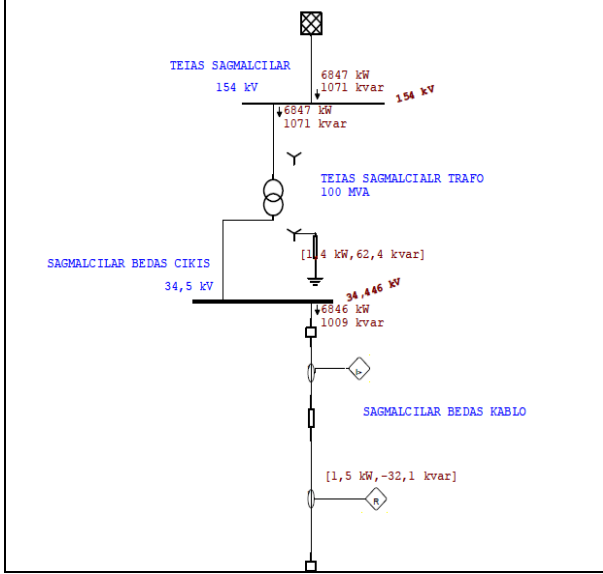 TEIAS SAGMALCILAR
154 kV
6847 kW
1071 kvar
154 kV
6847 kW
1071 kvar
TEIAS SAGMALCIALR TRAFO
100 MVA
[1,4 kW,62,4 kvar]
SAGMALCILAR BEDAS CIKIS
34,5 kV
34,446 kV
6846 kW
1009 kvar
I>
SAGMALCILAR BEDAS KABLO
[1,5 kW,-32,1 kvar]
R